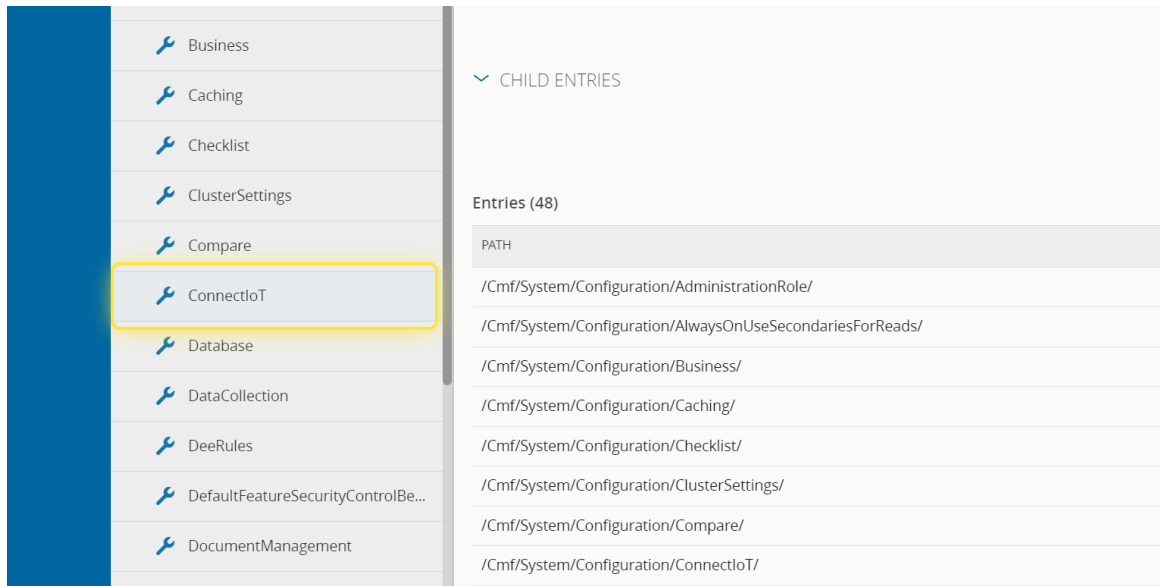 Business
Caching
Checklist
ClusterSettings
Compare
ConnectIoT
Database
DataCollection
DeeRules
DefaultFeatureSecurityControlBe...
DocumentManagement
CHILD ENTRIES
Entries (48)
PATH
/Cmf/System/Configuration/AdministrationRole/
/Cmf/System/Configuration/AlwaysOnUseSecondariesForReads/
/Cmf/System/Configuration/Business/
/Cmf/System/Configuration/Caching/
/Cmf/System/Configuration/Checklist/
/Cmf/System/Configuration/ClusterSettings/
/Cmf/System/Configuration/Compare/
/Cmf/System/Configuration/ConnectIoT/